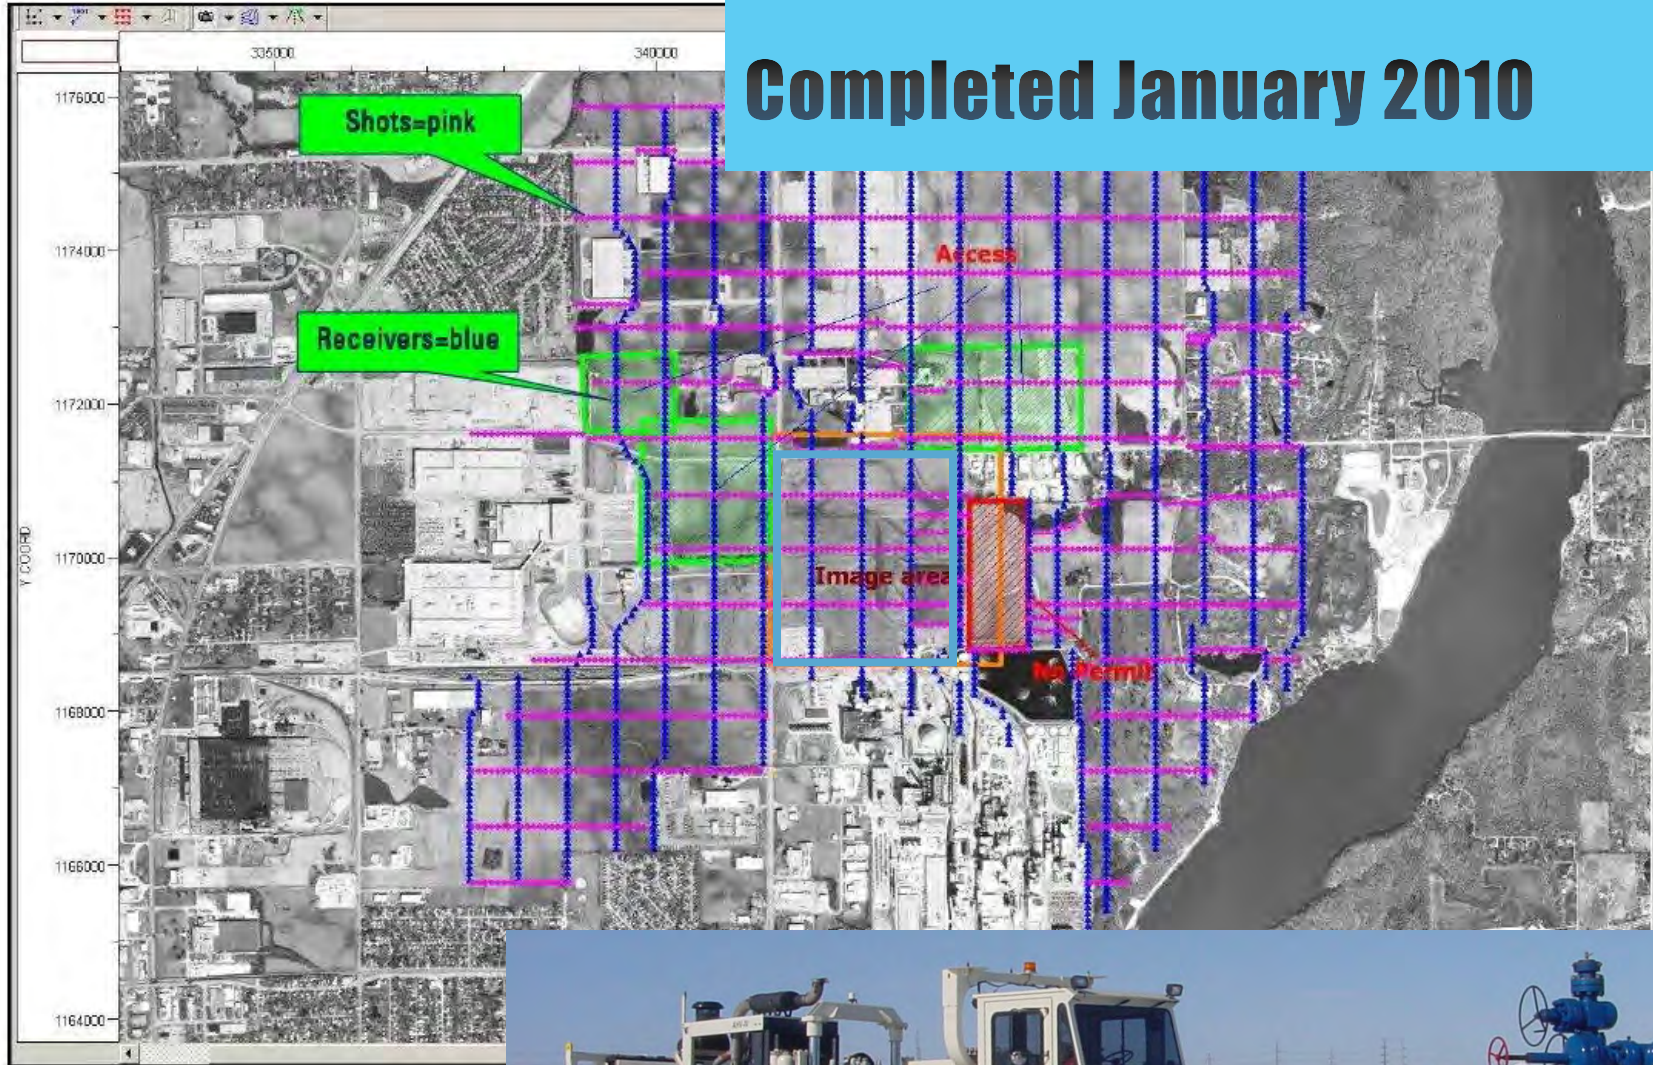 Completed January 2010
335000
340000
1176000
Shots=pink
1174000
Access
Receivers=blue
1172000
Y COORD
1170000
Image area
No Permit
1168000
1166000
1164000